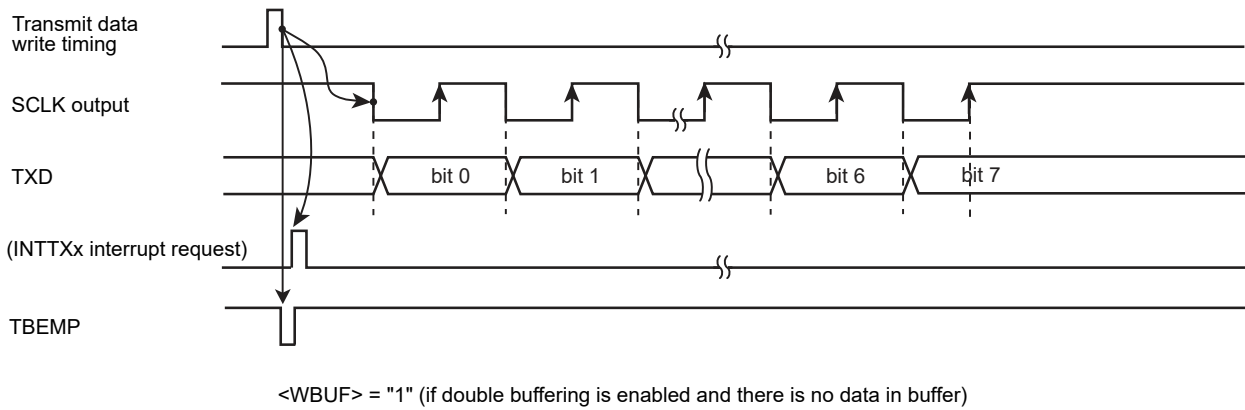 Transmit data
write timing
SCLK output
TXD
bit 0
bit 1
bit 6
bit 7
(INTTXx interrupt request)
TBEMP
<WBUF> = "1" (if double buffering is enabled and there is no data in buffer)